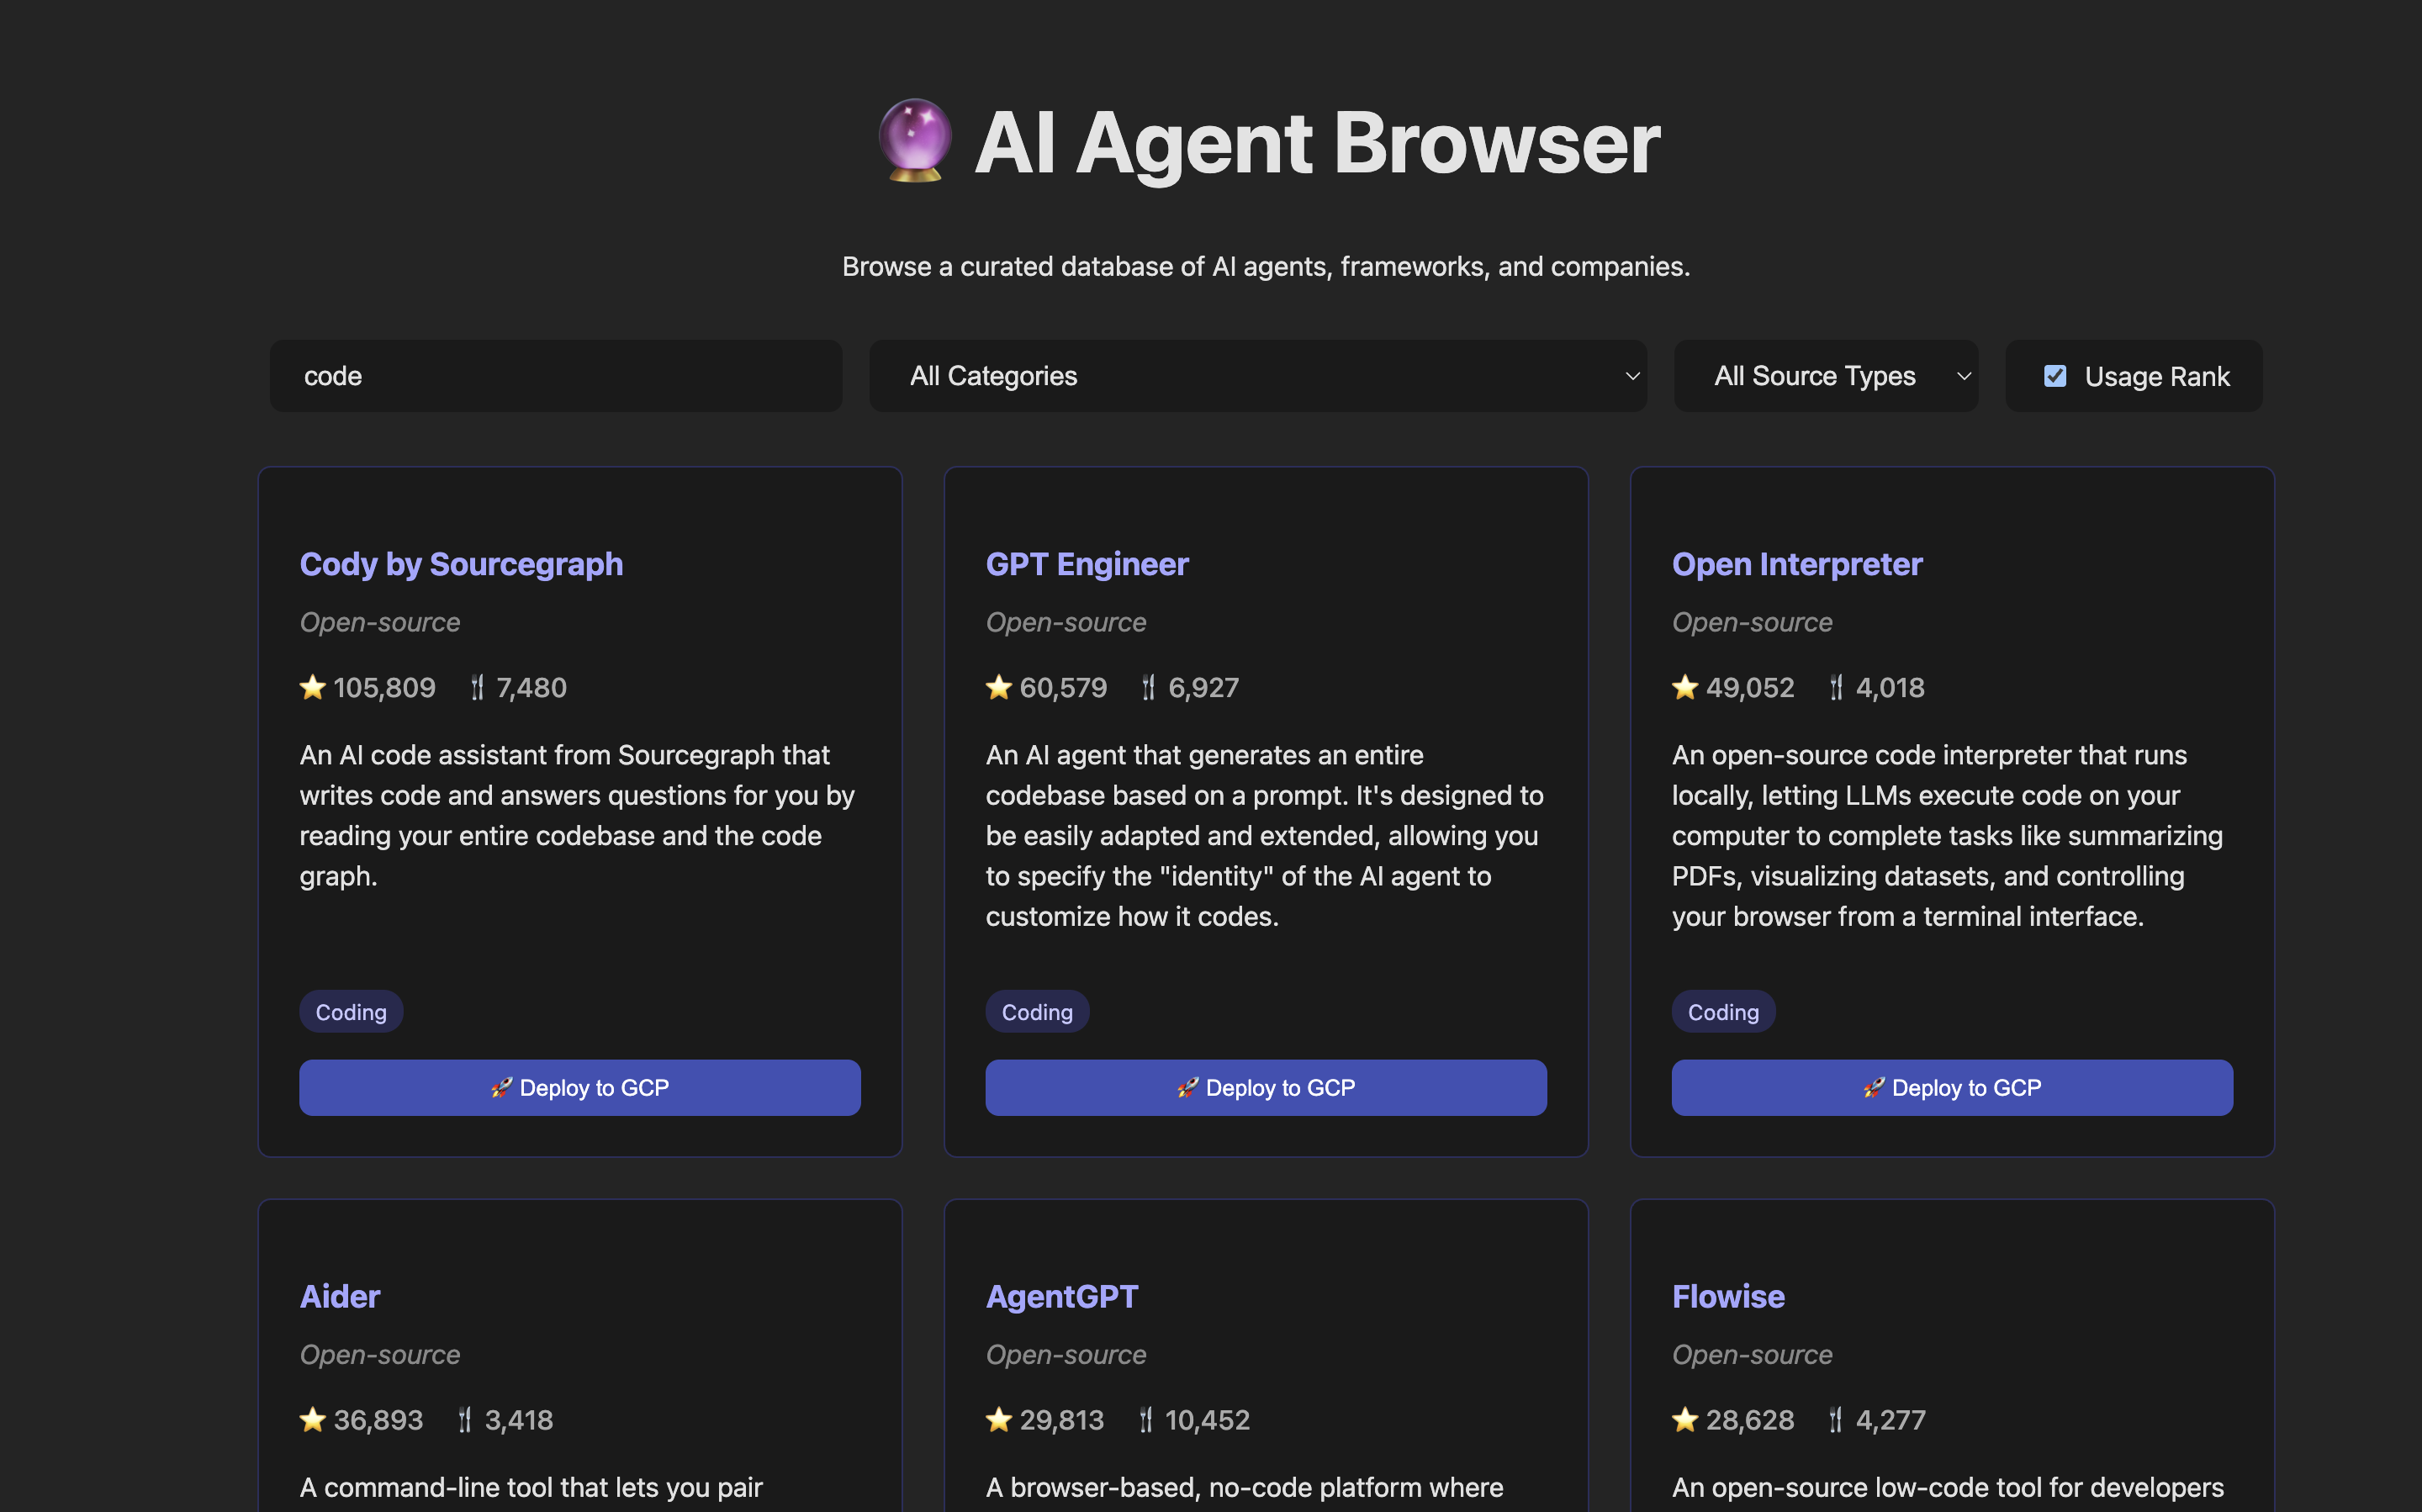 🔮 AI Agent Browser
Browse a curated database of AI agents, frameworks, and companies.
code
All Categories
All Source Types
Usage Rank
Cody by Sourcegraph
Open-source
⭐ 105,809 🍴 7,480
An AI code assistant from Sourcegraph that
writes code and answers questions for you by
reading your entire codebase and the code
graph.
Coding
🚀 Deploy to GCP
GPT Engineer
Open-source
⭐ 60,579 🍴 6,927
An AI agent that generates an entire
codebase based on a prompt. It's designed to
be easily adapted and extended, allowing you
to specify the "identity" of the AI agent to
customize how it codes.
Coding
🚀 Deploy to GCP
Open Interpreter
Open-source
⭐ 49,052 🍴 4,018
An open-source code interpreter that runs
locally, letting LLMs execute code on your
computer to complete tasks like summarizing
PDFs, visualizing datasets, and controlling
your browser from a terminal interface.
Coding
🚀 Deploy to GCP
Aider
Open-source
⭐ 36,893 🍴 3,418
A command-line tool that lets you pair
AgentGPT
Open-source
⭐ 29,813 🍴 10,452
A browser-based, no-code platform where
Flowise
Open-source
⭐ 28,628 🍴 4,277
An open-source low-code tool for developers